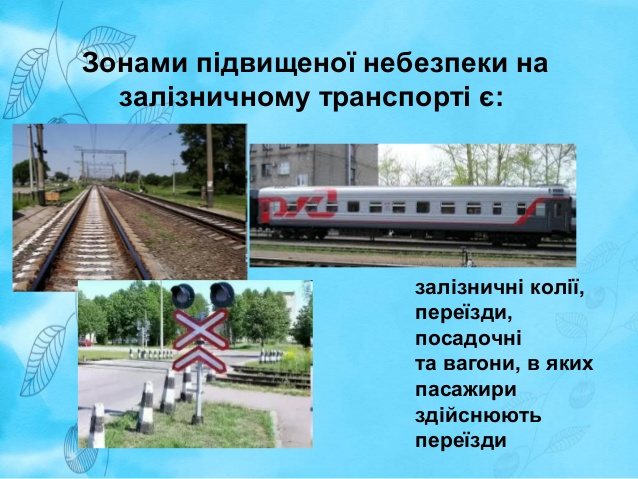 Зонами підвищеної небезпеки на
залізничному транспорті є:
залізничні колії,
переїзди,
посадочні
та вагони, в яких
пасажири
здійснюють
переїзди